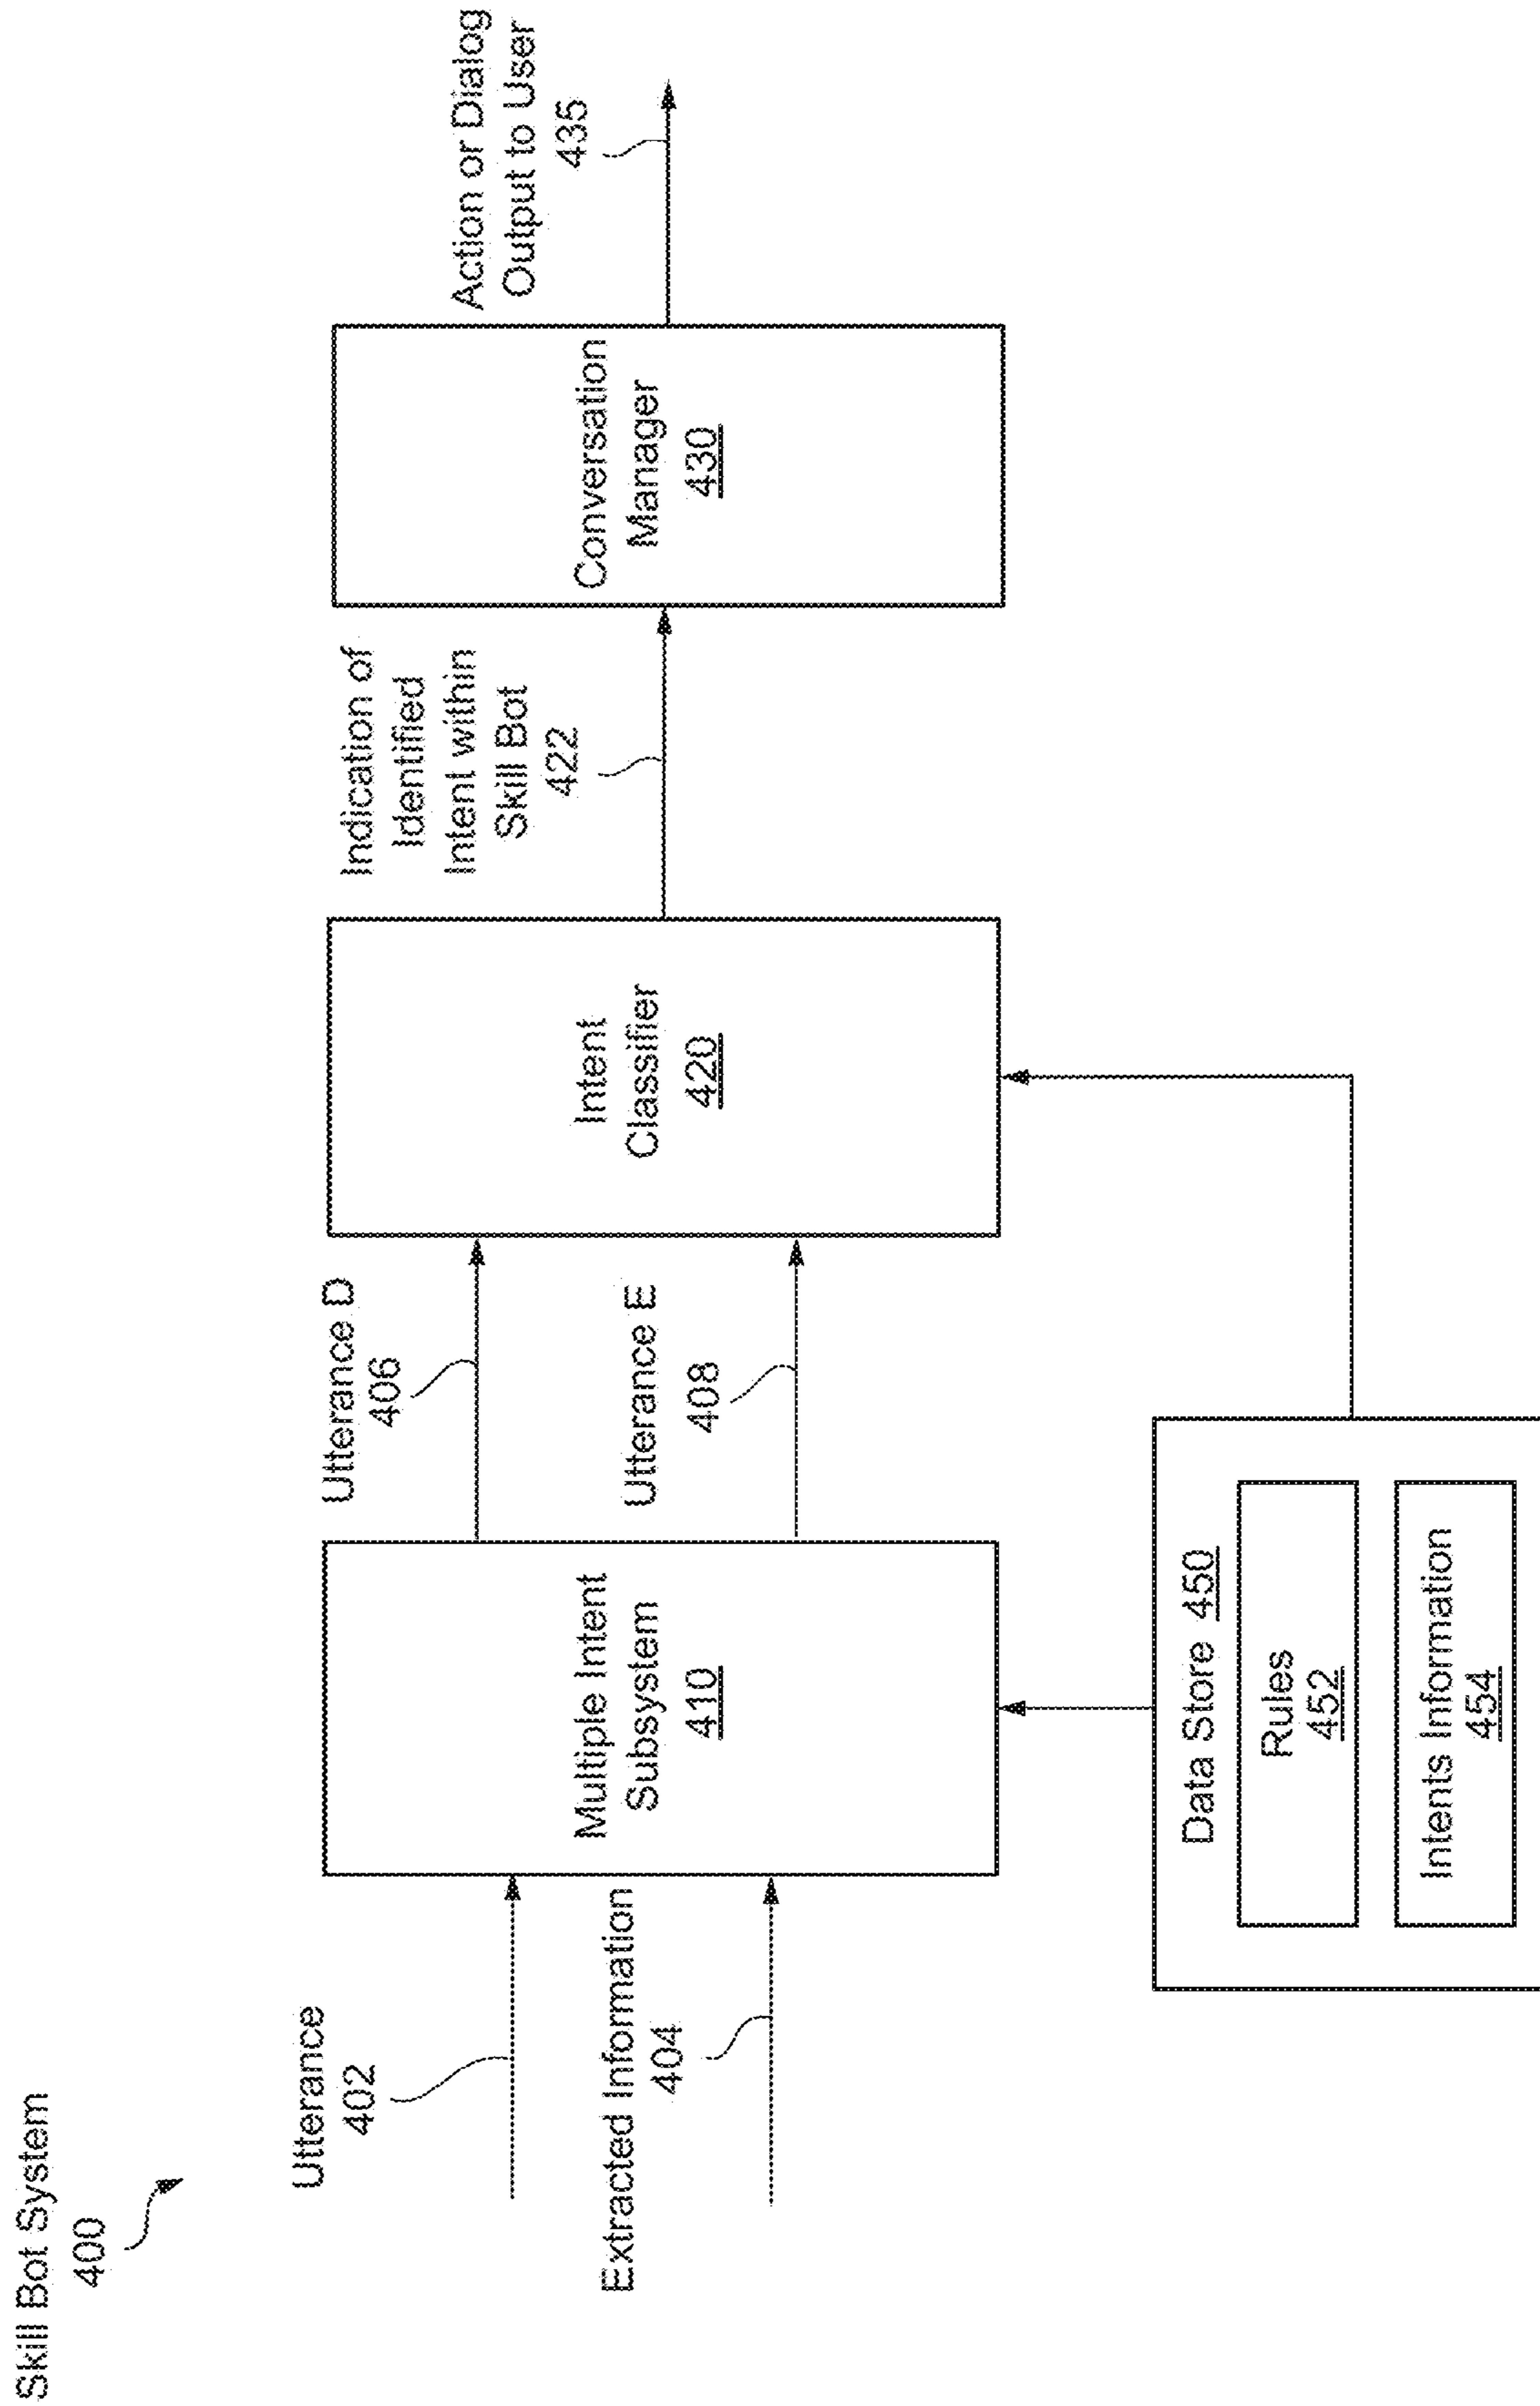 Skill Bot System
400
Utterance
402
Extracted Information
404
Multiple Intent
Subsystem
410
Utterance D
406
Utterance E
408
Intent
Classifier
420
Indication of
Identified
Intent within
Skill Bot
422
Conversation
Manager
430
Action or Dialog
Output to User
435
Data Store 450
Rules
452
Intents Information
454